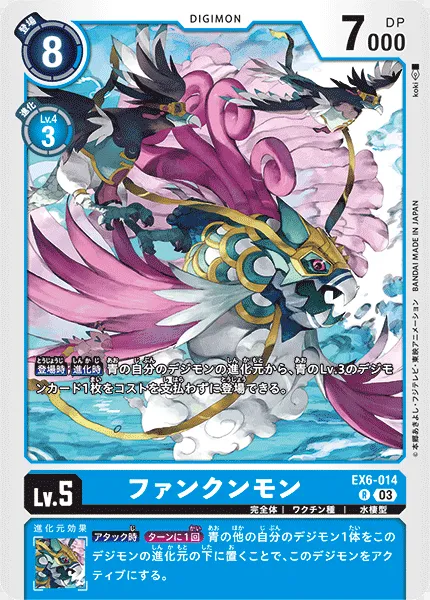 登場
8
DIGIMON
7000
DP
進化
Lv.4
3
koki
©本郷あきよし・フジテレビ・東映アニメーション BANDAI MADE IN JAPAN
登場時 進化時 青の自分のデジモンの進化元から、青のLv.3のデジモ
ンカード1枚をコストを支払わずに登場できる。
EX6-014
Lv.5
ファンクンモン
R 03
完全体 ワクチン種 水棲型
進化元効果
アタック時 ターンに1回 青の他の自分のデジモン1体をこの
デジモンの進化元の下に置くことで、このデジモンをアク
ティブにする。